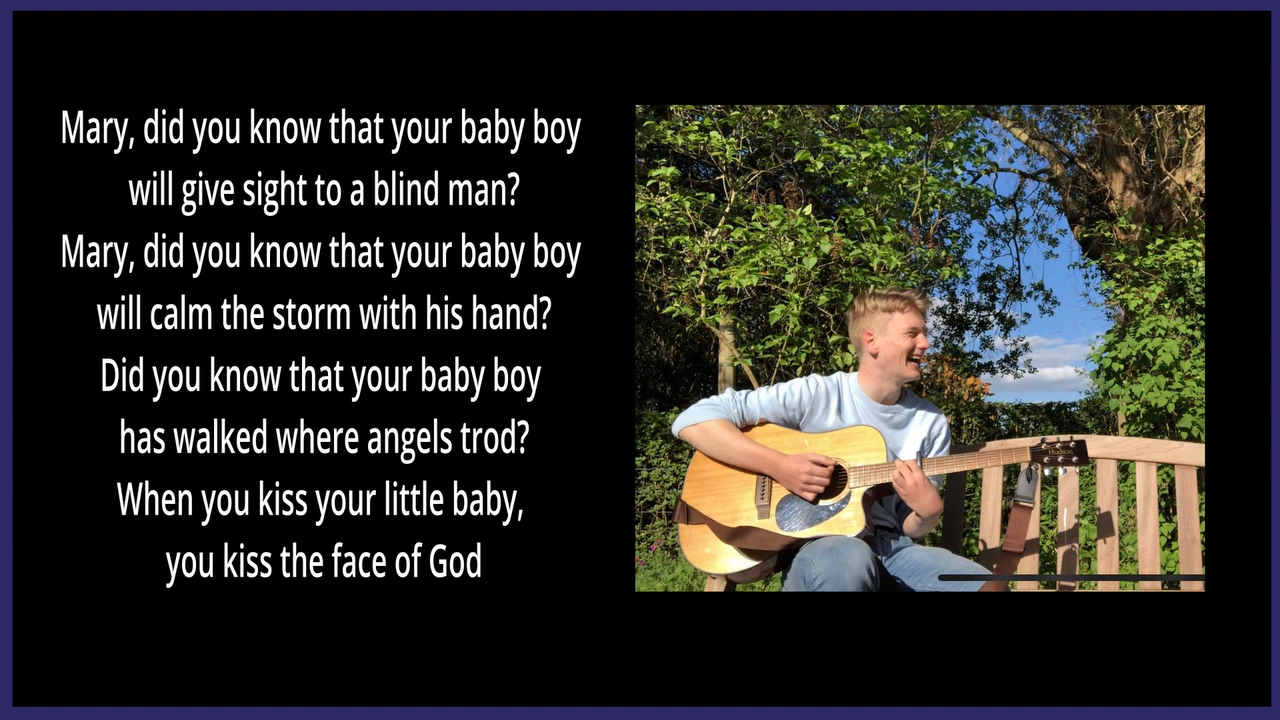 Mary, did you know that your baby boy
will give sight to a blind man?
Mary, did you know that your baby boy
will calm the storm with his hand?
Did you know that your baby boy
has walked where angels trod?
When you kiss your little baby,
you kiss the face of God
Hudson